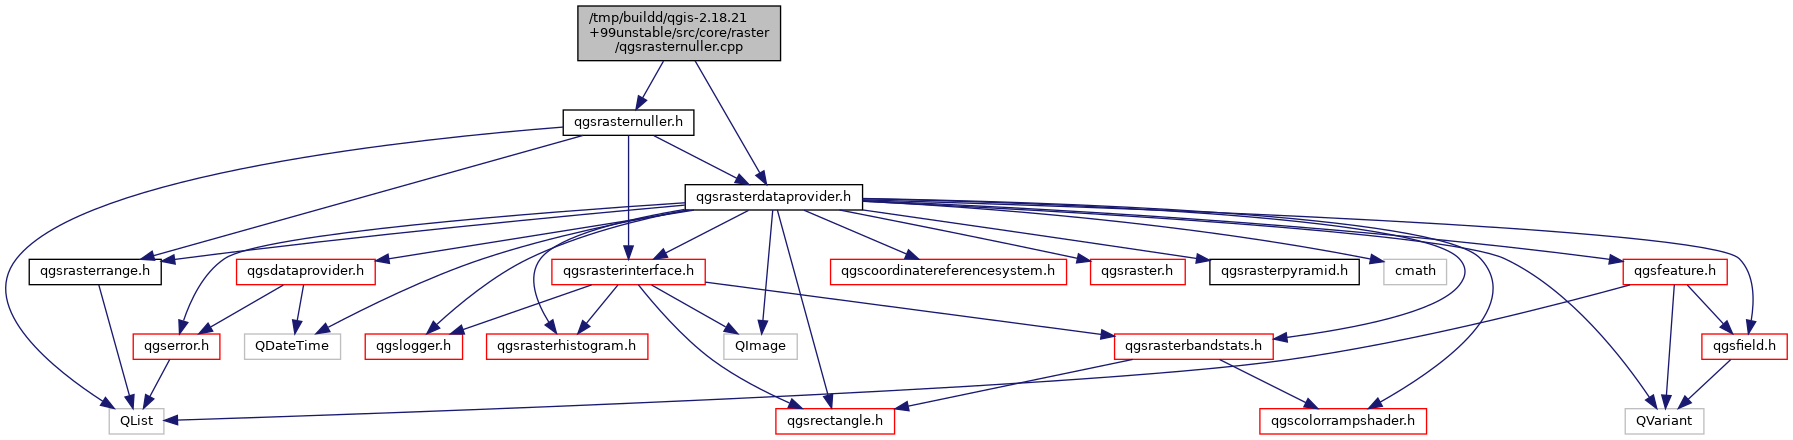 /tmp/buildd/qgis-2.18.21
+99unstable/src/core/raster
/qgsrasternuller.cpp
qgsrasternuller.h
qgsrasterdataprovider.h
qgsrasterrange.h
qgsdataprovider.h
qgsrasterinterface.h
qgscoordinatereferencesystem.h
qgsraster.h
qgsrasterpyramid.h
cmath
qgsfeature.h
qgserror.h
QDateTime
qgslogger.h
qgsrasterhistogram.h
QImage
qgsrasterbandstats.h
qgsfield.h
QList
qgsrectangle.h
qgscolorrampshader.h
QVariant